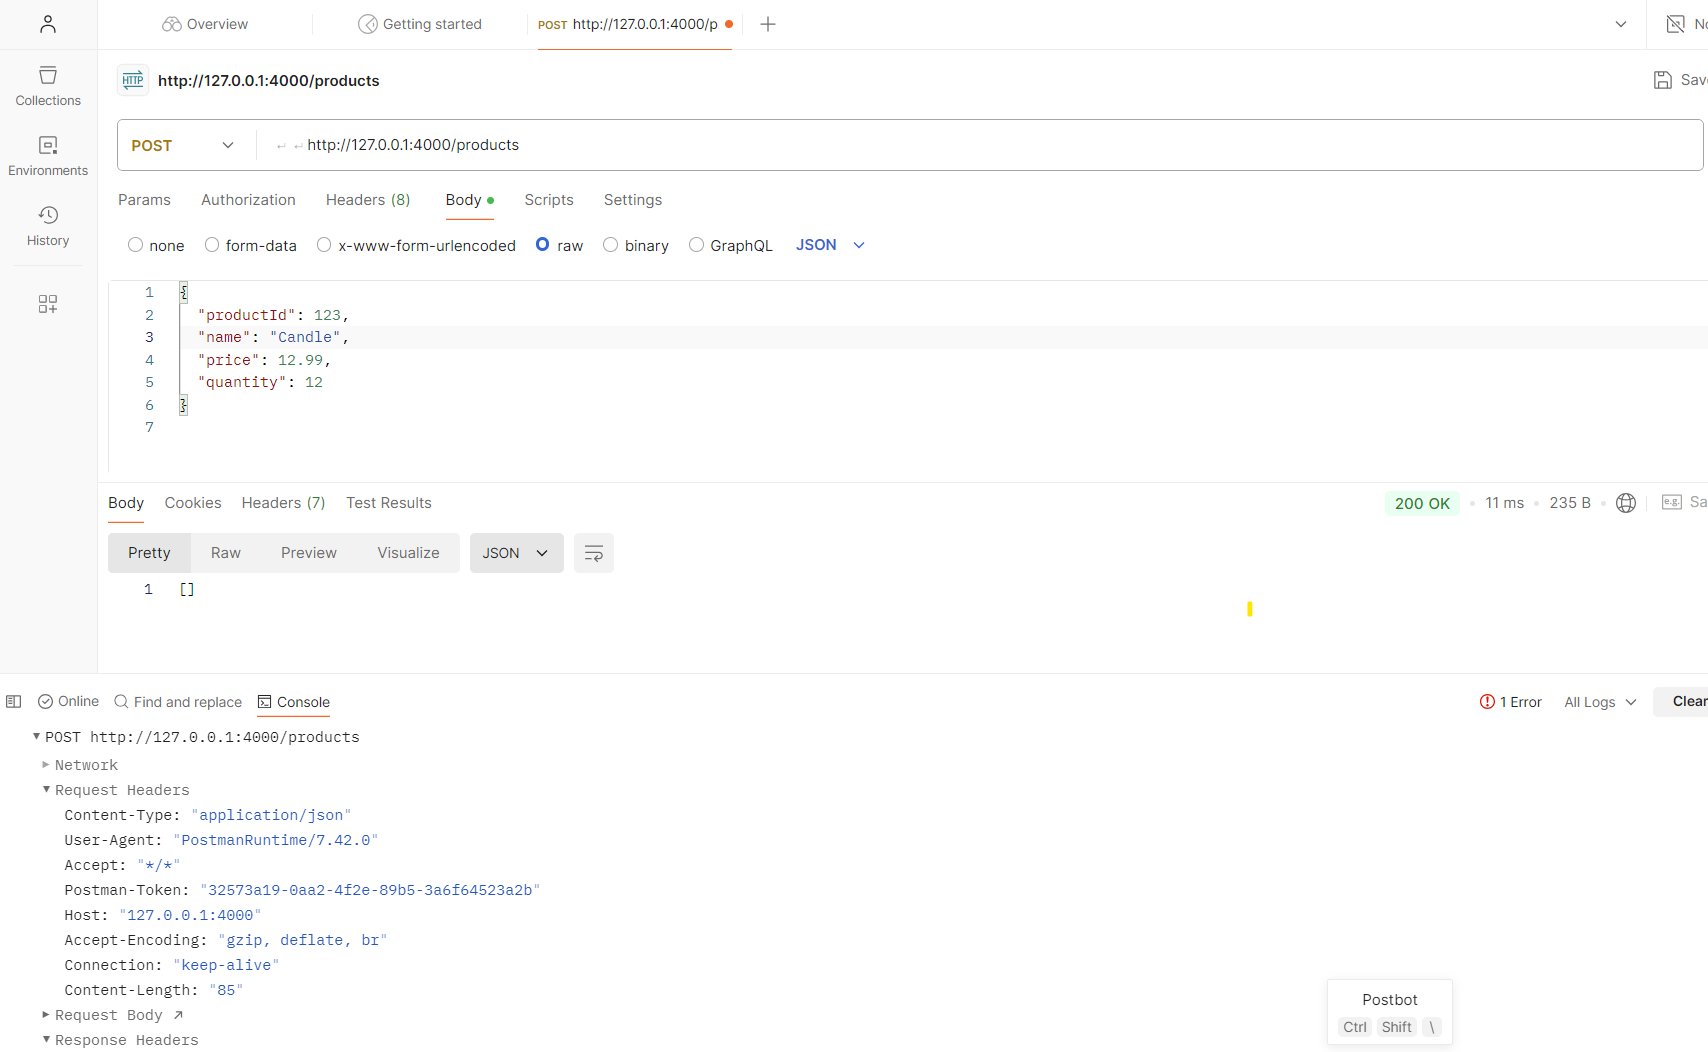 Overview
Getting started
POST http://127.0.0.1:4000/p
No
Collections
Environments
History
HTTP
http://127.0.0.1:4000/products
Save
POST
http://127.0.0.1:4000/products
Params
Authorization
Headers (8)
Body
Scripts
Settings
none
form-data
x-www-form-urlencoded
raw
binary
GraphQL
JSON
1 {
2 "productId": 123,
3 "name": "Candle",
4 "price": 12.99,
5 "quantity": 12
6 }
7
Body
Cookies
Headers (7)
Test Results
200 OK
11 ms
235 B
e.g.
Sa
Pretty
Raw
Preview
Visualize
JSON
1 []
Online
Find and replace
Console
1 Error
All Logs
Clear
POST http://127.0.0.1:4000/products
Network
Request Headers
Content-Type: "application/json"
User-Agent: "PostmanRuntime/7.42.0"
Accept: "*/*"
Postman-Token: "32573a19-0aa2-4f2e-89b5-3a6f64523a2b"
Host: "127.0.0.1:4000"
Accept-Encoding: "gzip, deflate, br"
Connection: "keep-alive"
Content-Length: "85"
Request Body
Response Headers
Postbot
Ctrl Shift \